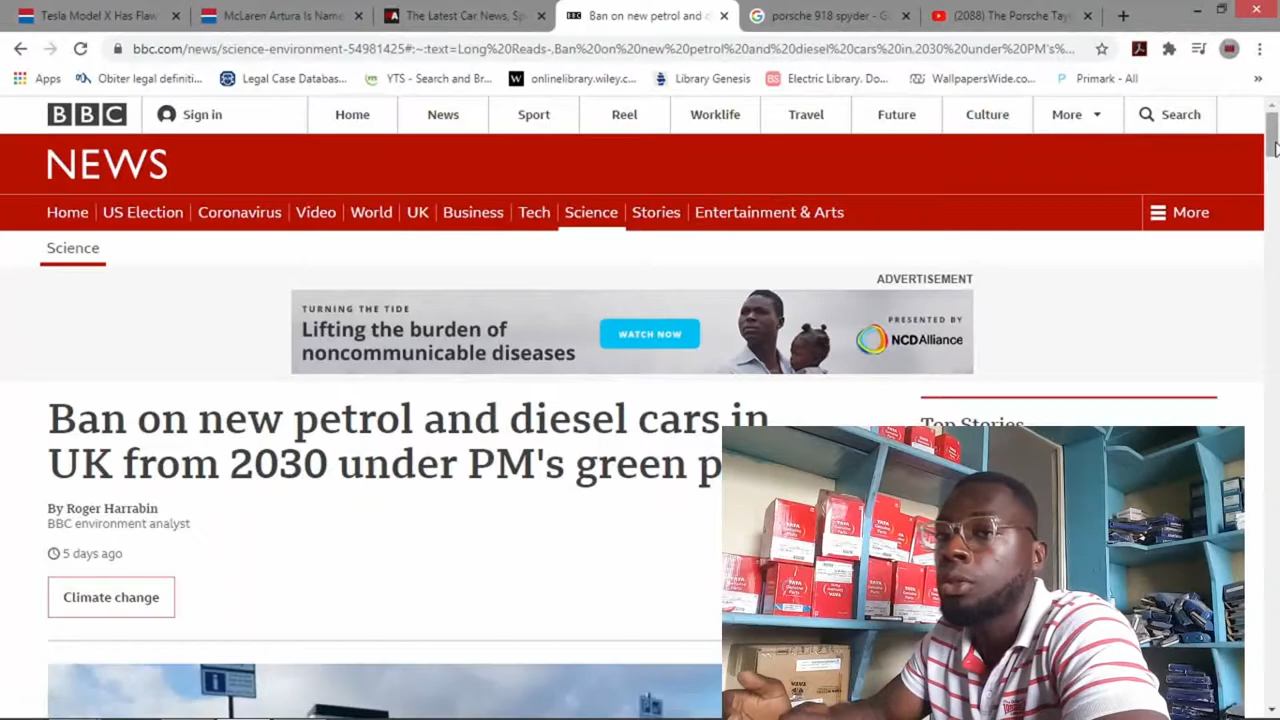 Tesla Model X Has Flaw
McLaren Artura Is Name
The Latest Car News, Sp
Ban on new petrol and d
porsche 918 spyder - G
(2088) The Porsche Tay
bbc.com/news/science-environment-54981425#:~:text=Long%20Reads-,Ban%20on%20new%20petrol%20and%20diesel%20cars%20in,2030%20under%20PM's%...
Apps
Obiter legal definiti...
Legal Case Databas...
YTS - Search and Br...
onlinelibrary.wiley.c...
Library Genesis
Electric Library. Do...
WallpapersWide.co...
Primark - All
BBC
Sign in
Home
News
Sport
Reel
Worklife
Travel
Future
Culture
More
Search
NEWS
Home
US Election
Coronavirus
Video
World
UK
Business
Tech
Science
Stories
Entertainment & Arts
More
Science
ADVERTISEMENT
TURNING THE TIDE
Lifting the burden of
noncommunicable diseases
WATCH NOW
PRESENTED BY
NCDAlliance
Ban on new petrol and diesel cars in
UK from 2030 under PM's green p
Top Stories
By Roger Harrabin
BBC environment analyst
5 days ago
Climate change
TATA
Genuine
Parts